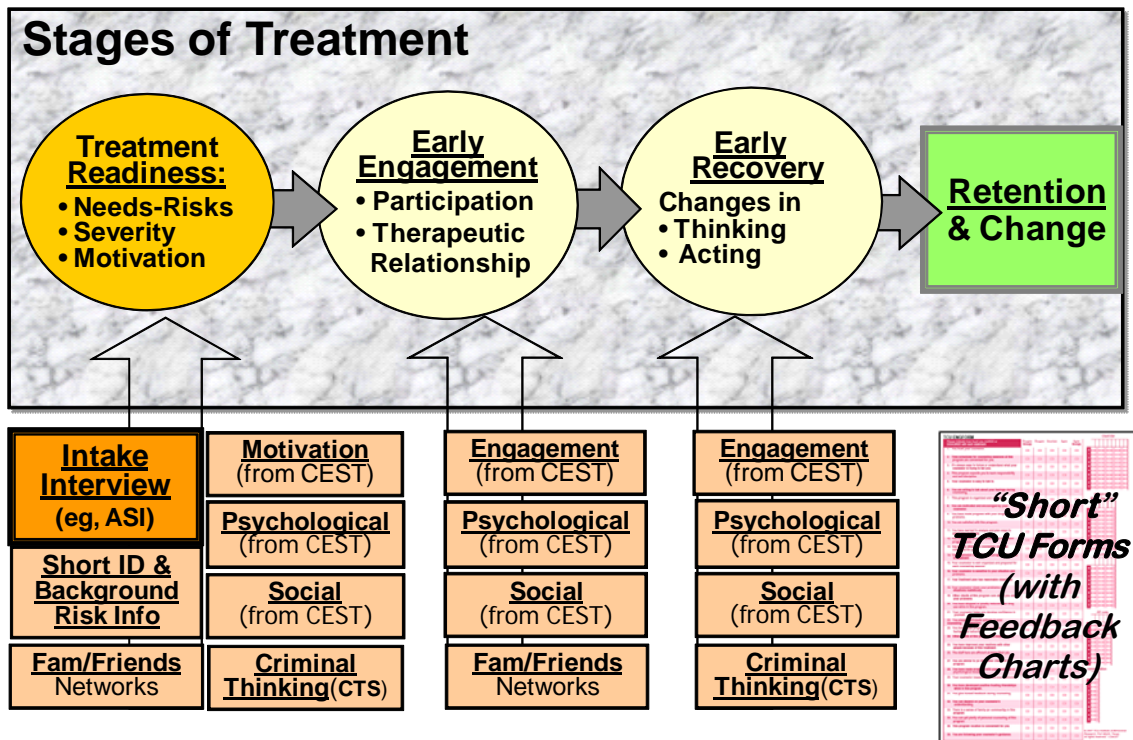 Stages of Treatment
Treatment
Readiness:
• Needs-Risks
• Severity
• Motivation
Early
Engagement
• Participation
• Therapeutic
Relationship
Early
Recovery
Changes in
• Thinking
• Acting
Retention
& Change
Intake
Interview
(eg, ASI)
Short ID &
Background
Risk Info
Fam/Friends
Networks
Motivation
(from CEST)
Psychological
(from CEST)
Social
(from CEST)
Criminal
Thinking(CTS)
Engagement
(from CEST)
Psychological
(from CEST)
Social
(from CEST)
Fam/Friends
Networks
Engagement
(from CEST)
Psychological
(from CEST)
Social
(from CEST)
Criminal
Thinking(CTS)
“Short”
TCU Forms
(with
Feedback
Charts)